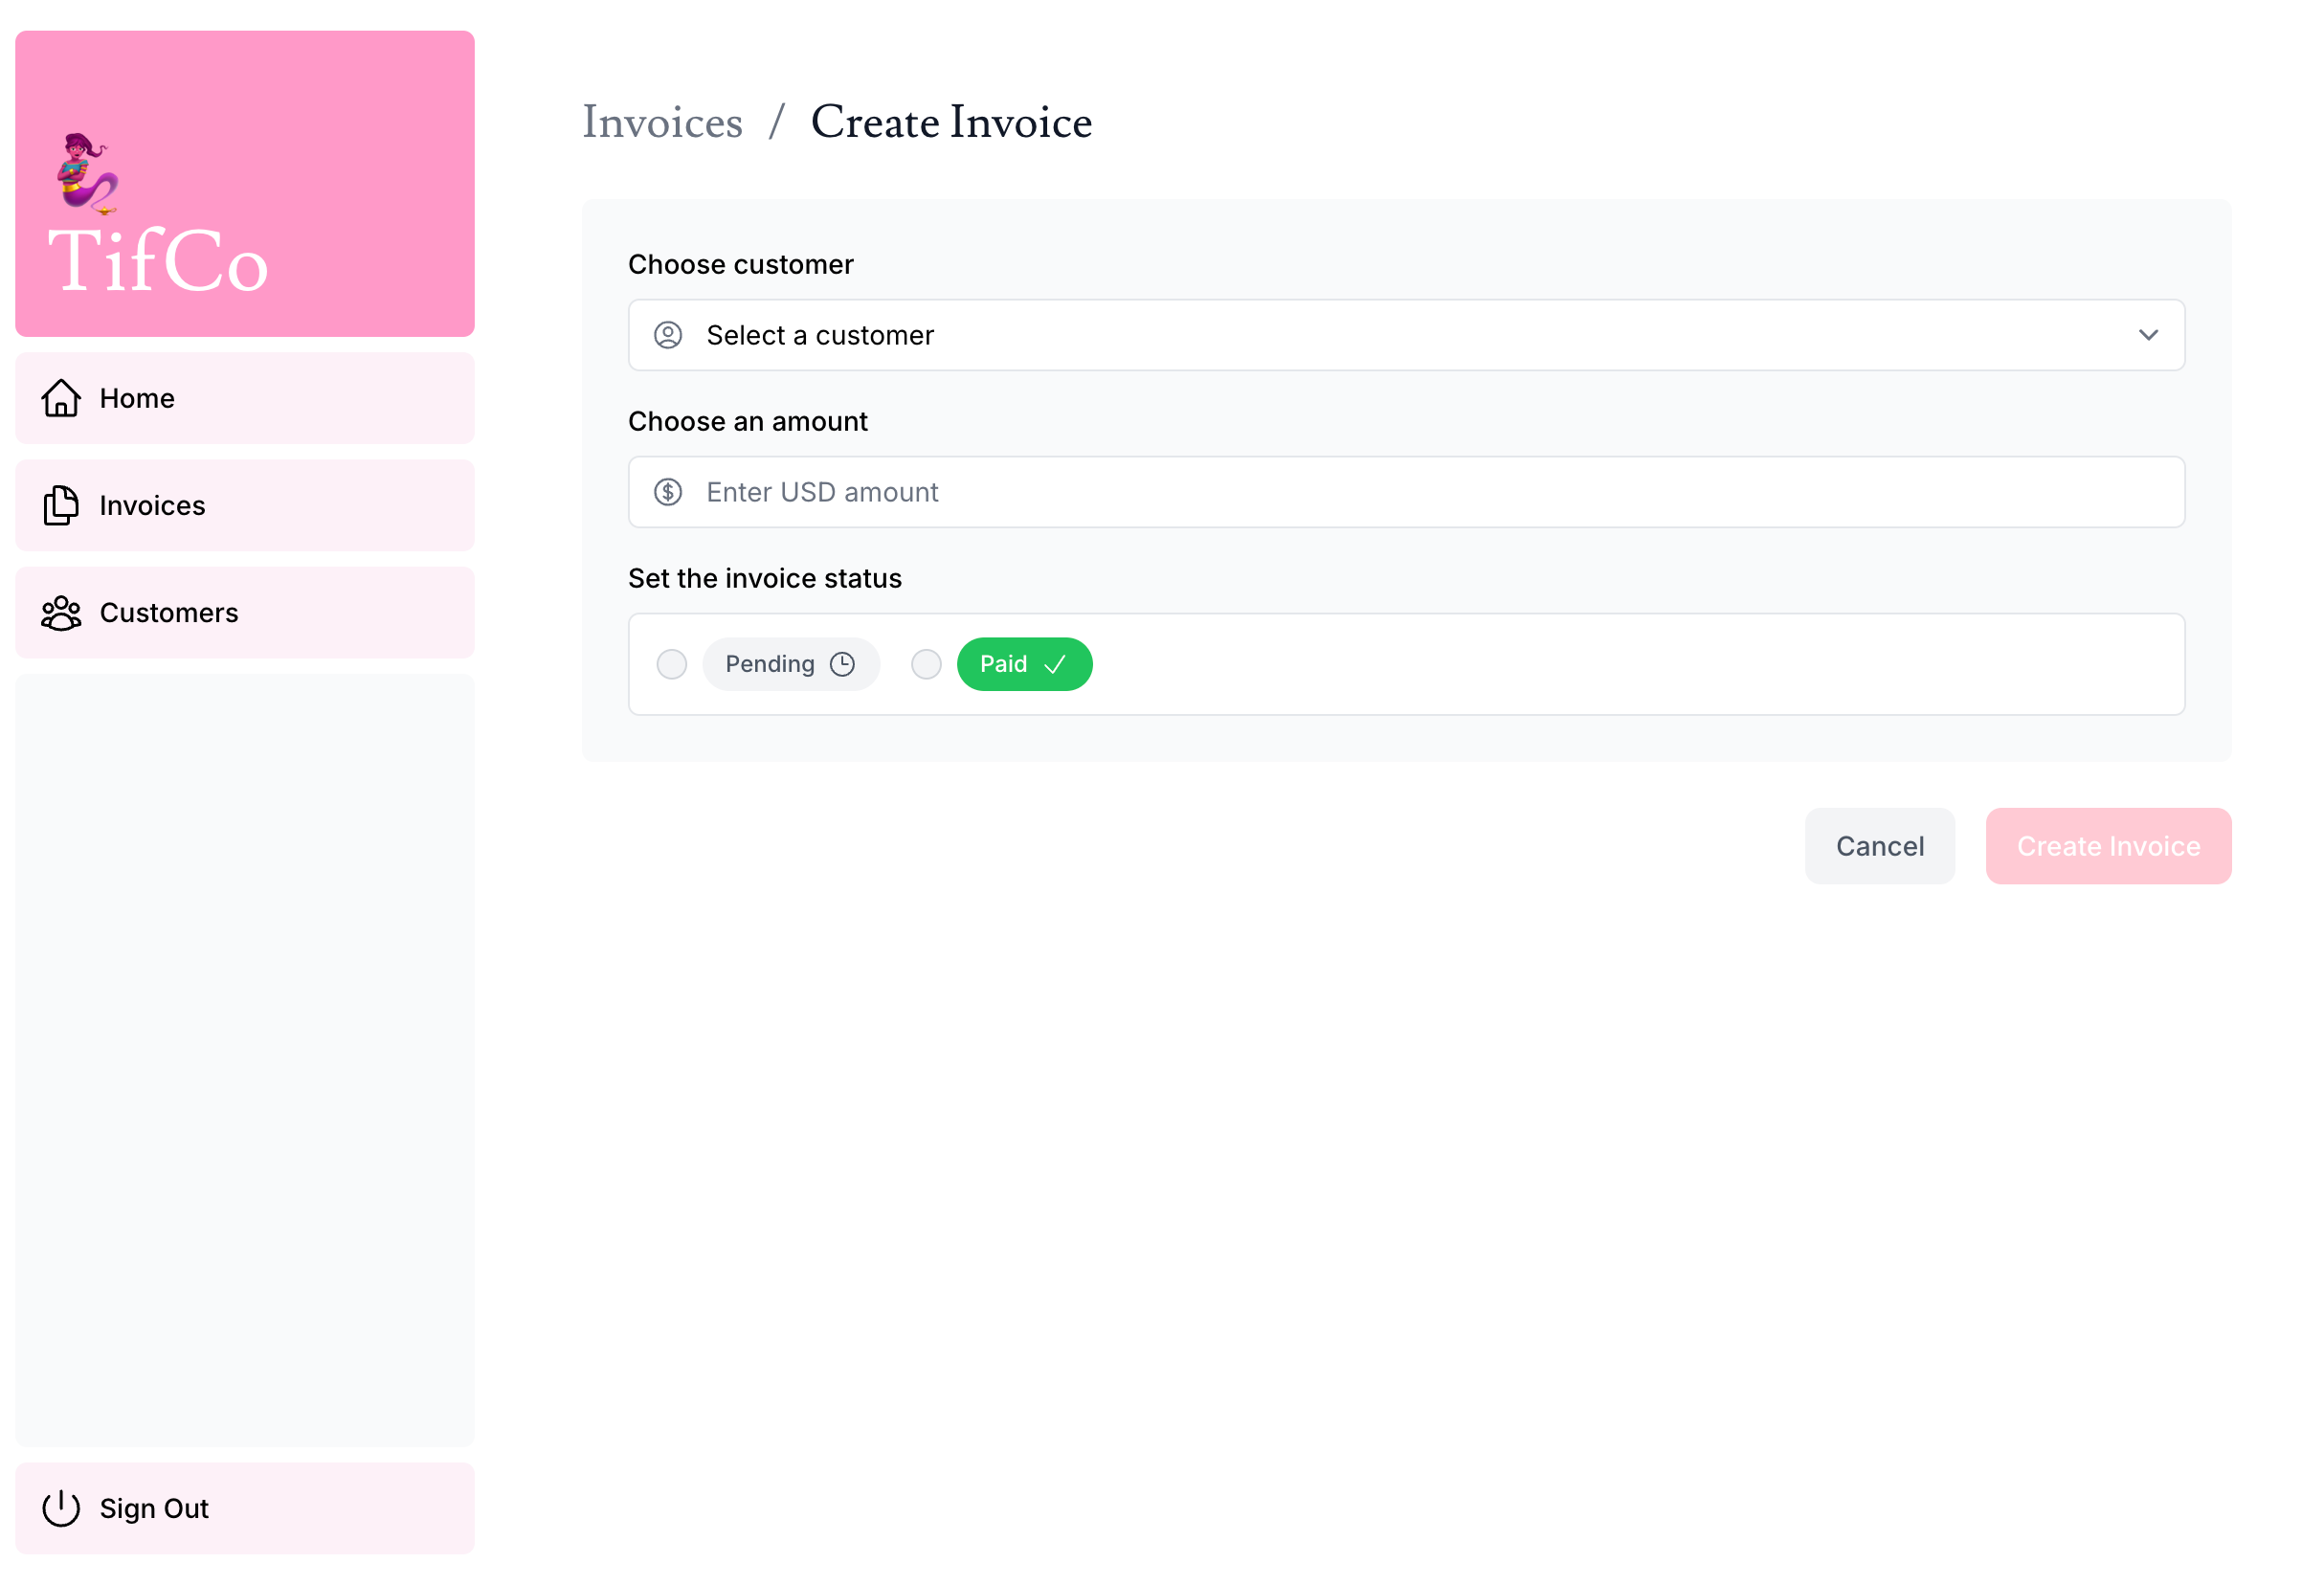 TifCo
Home
Invoices
Customers
Sign Out
Invoices / Create Invoice
Choose customer
Select a customer
Choose an amount
Enter USD amount
Set the invoice status
Pending Paid
Cancel Create Invoice